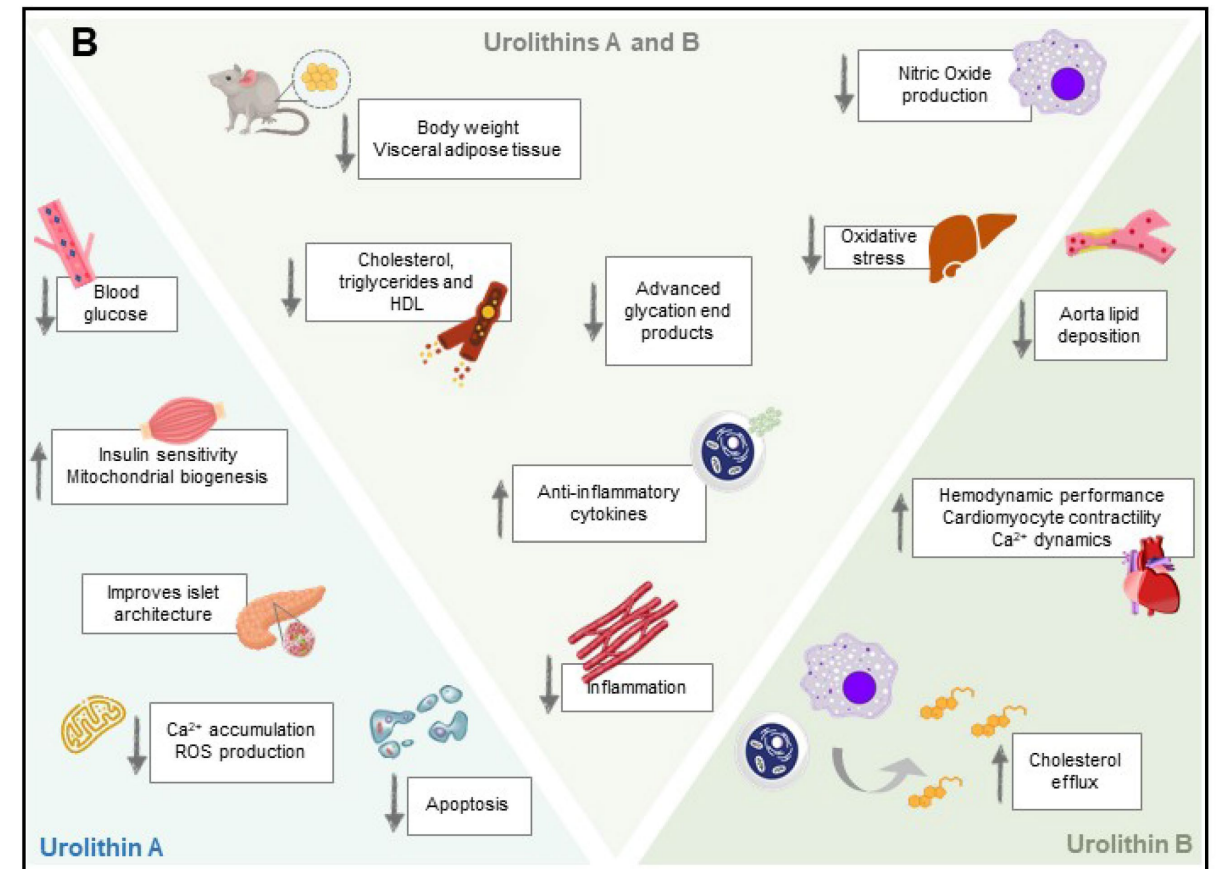 B
Urolithins A and B
Body weight
Visceral adipose tissue
Nitric Oxide
production
Cholesterol,
triglycerides and
HDL
Advanced
glycation end
products
Oxidative
stress
Anti-inflammatory
cytokines
Inflammation
Blood
glucose
Insulin sensitivity
Mitochondrial biogenesis
Improves islet
architecture
Ca²⁺ accumulation
ROS production
Apoptosis
Urolithin A
Aorta lipid
deposition
Hemodynamic performance
Cardiomyocyte contractility
Ca²⁺ dynamics
Cholesterol
efflux
Urolithin B